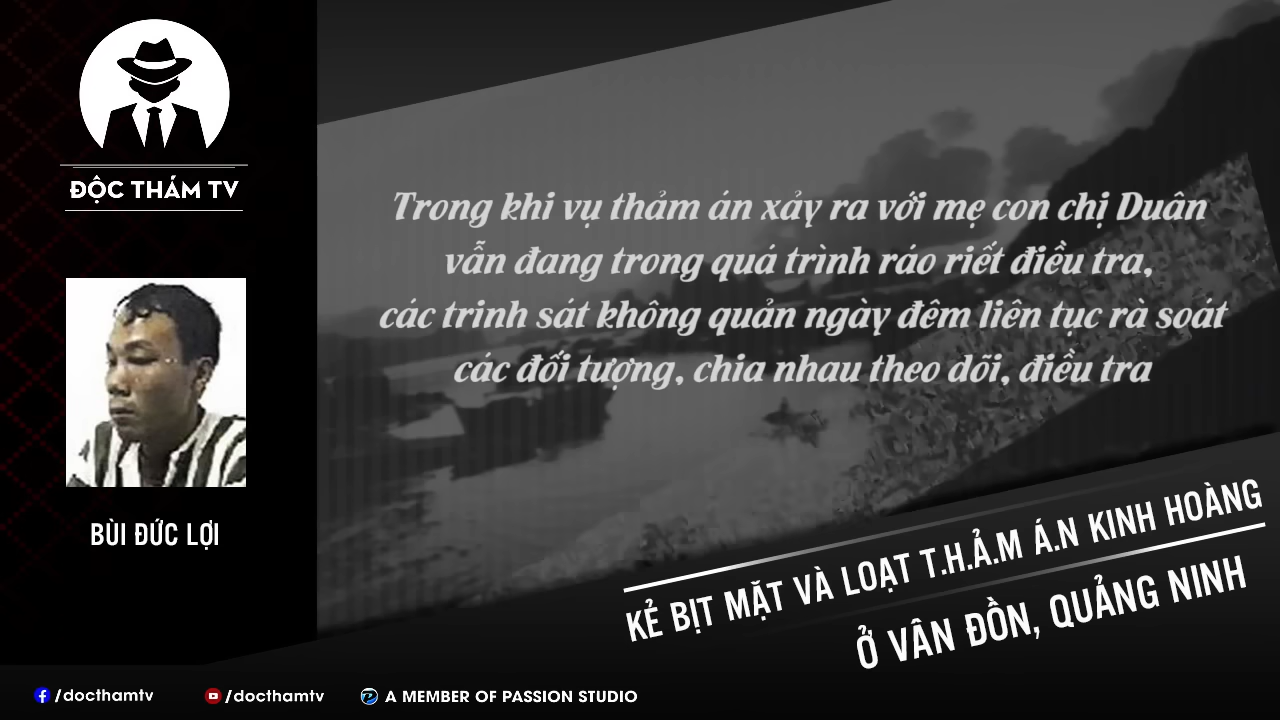 ĐỘC THÁM TV
BÙI ĐỨC LỢI
Trong khi vụ thảm án xảy ra với mẹ con chị Duân
vẫn đang trong quá trình ráo riết điều tra,
các trinh sát không quản ngày đêm liên tục rà soát
các đối tượng, chia nhau theo dõi, điều tra
KẺ BỊT MẶT VÀ LOẠT T.H.Ả.M Á.N KINH HOÀNG
Ở VÂN ĐỒN, QUẢNG NINH
/docthamtv
/docthamtv
A MEMBER OF PASSION STUDIO